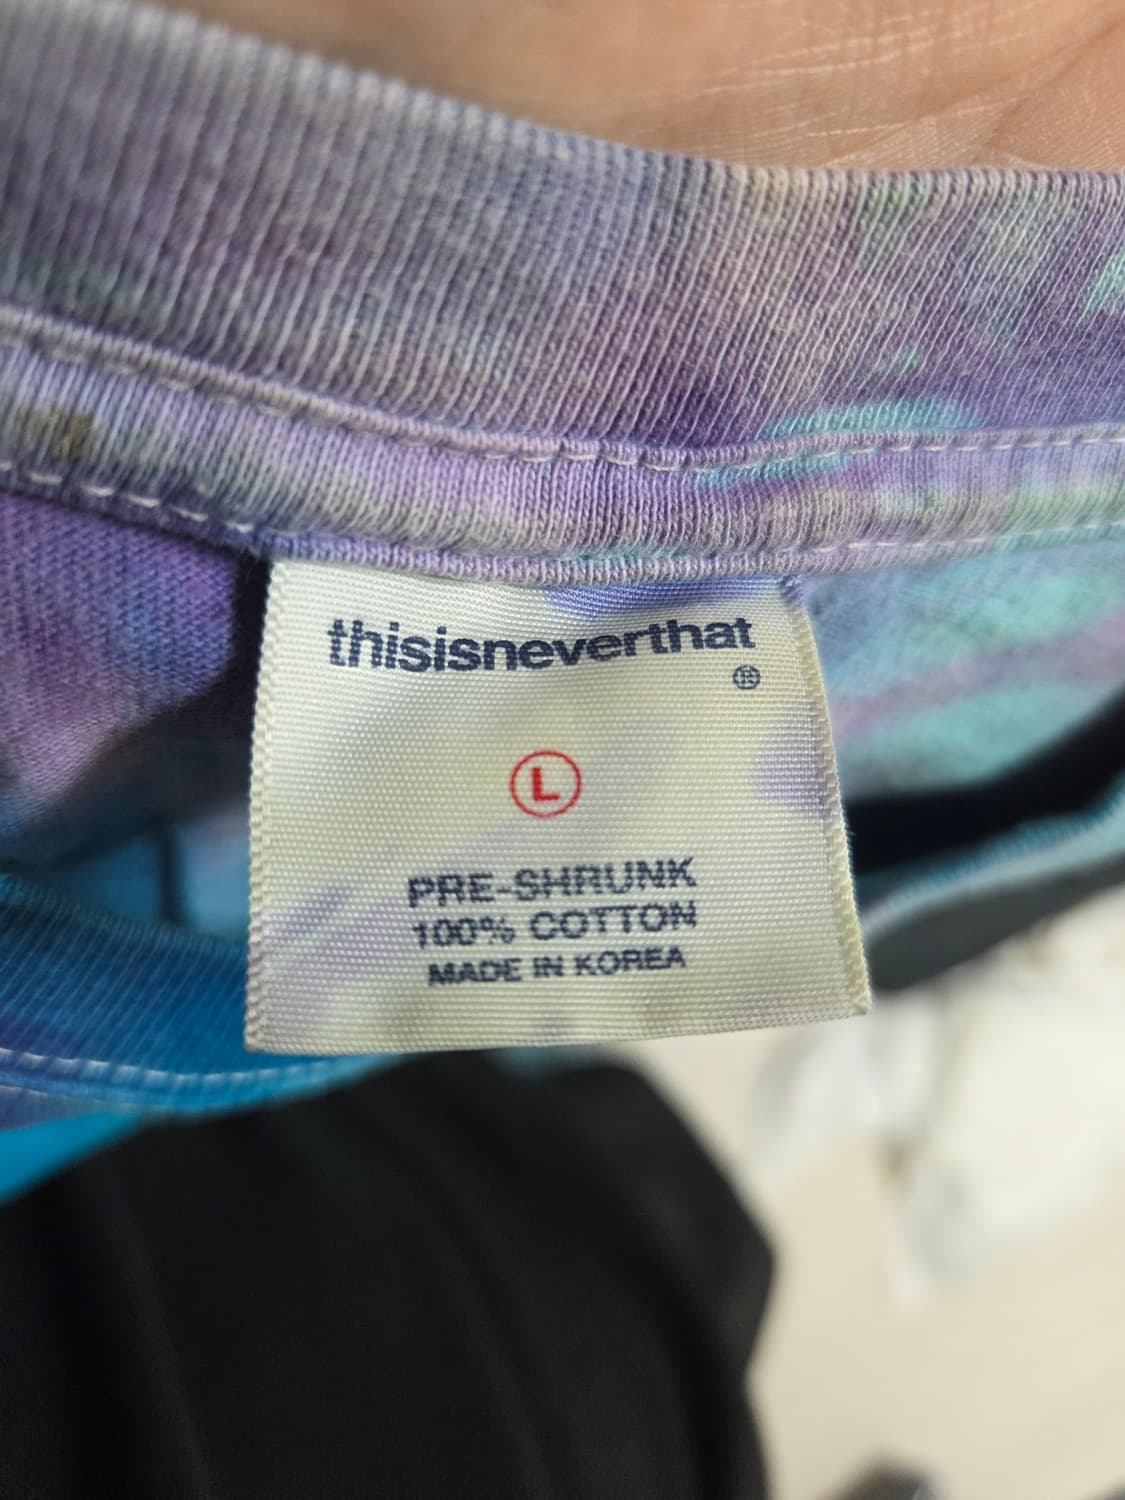 thisisneverthat
®
L
PRE-SHRUNK
100% COTTON
MADE IN KOREA